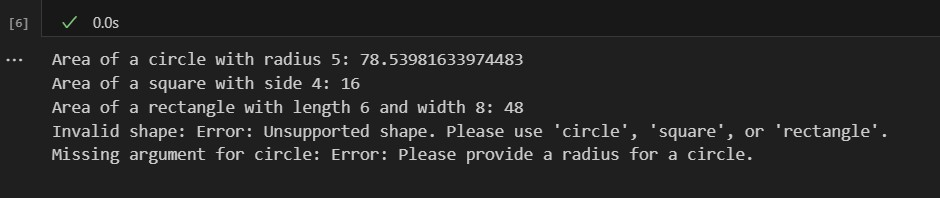 [6] ✓ 0.0s
... Area of a circle with radius 5: 78.53981633974483
Area of a square with side 4: 16
Area of a rectangle with length 6 and width 8: 48
Invalid shape: Error: Unsupported shape. Please use 'circle', 'square', or 'rectangle'.
Missing argument for circle: Error: Please provide a radius for a circle.